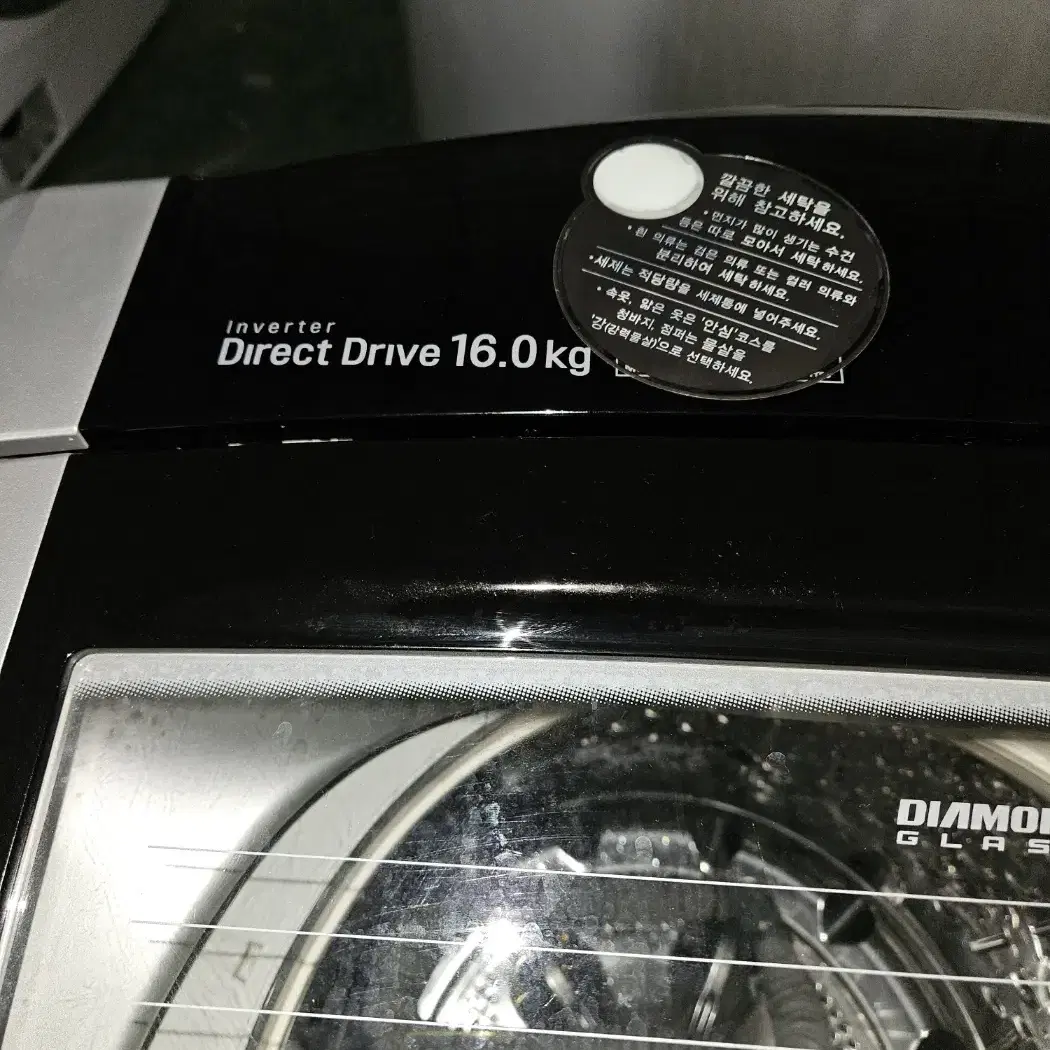 Inverter
Direct Drive 16.0kg
깔끔한 세탁을
위해 참고하세요.
• 먼지가 많이 생기는 수건
등은 따로 모아서 세탁하세요.
• 흰 의류는 검은 의류 또는 컬러 의류와
분리하여 세탁하세요.
• 세제는 적당량을 세제통에 넣어주세요.
• 속옷, 얇은 옷은 '안심'코스를
청바지, 점퍼는 물살을
'강(강력물살)'으로 선택하세요.
DIAMO
GLAS